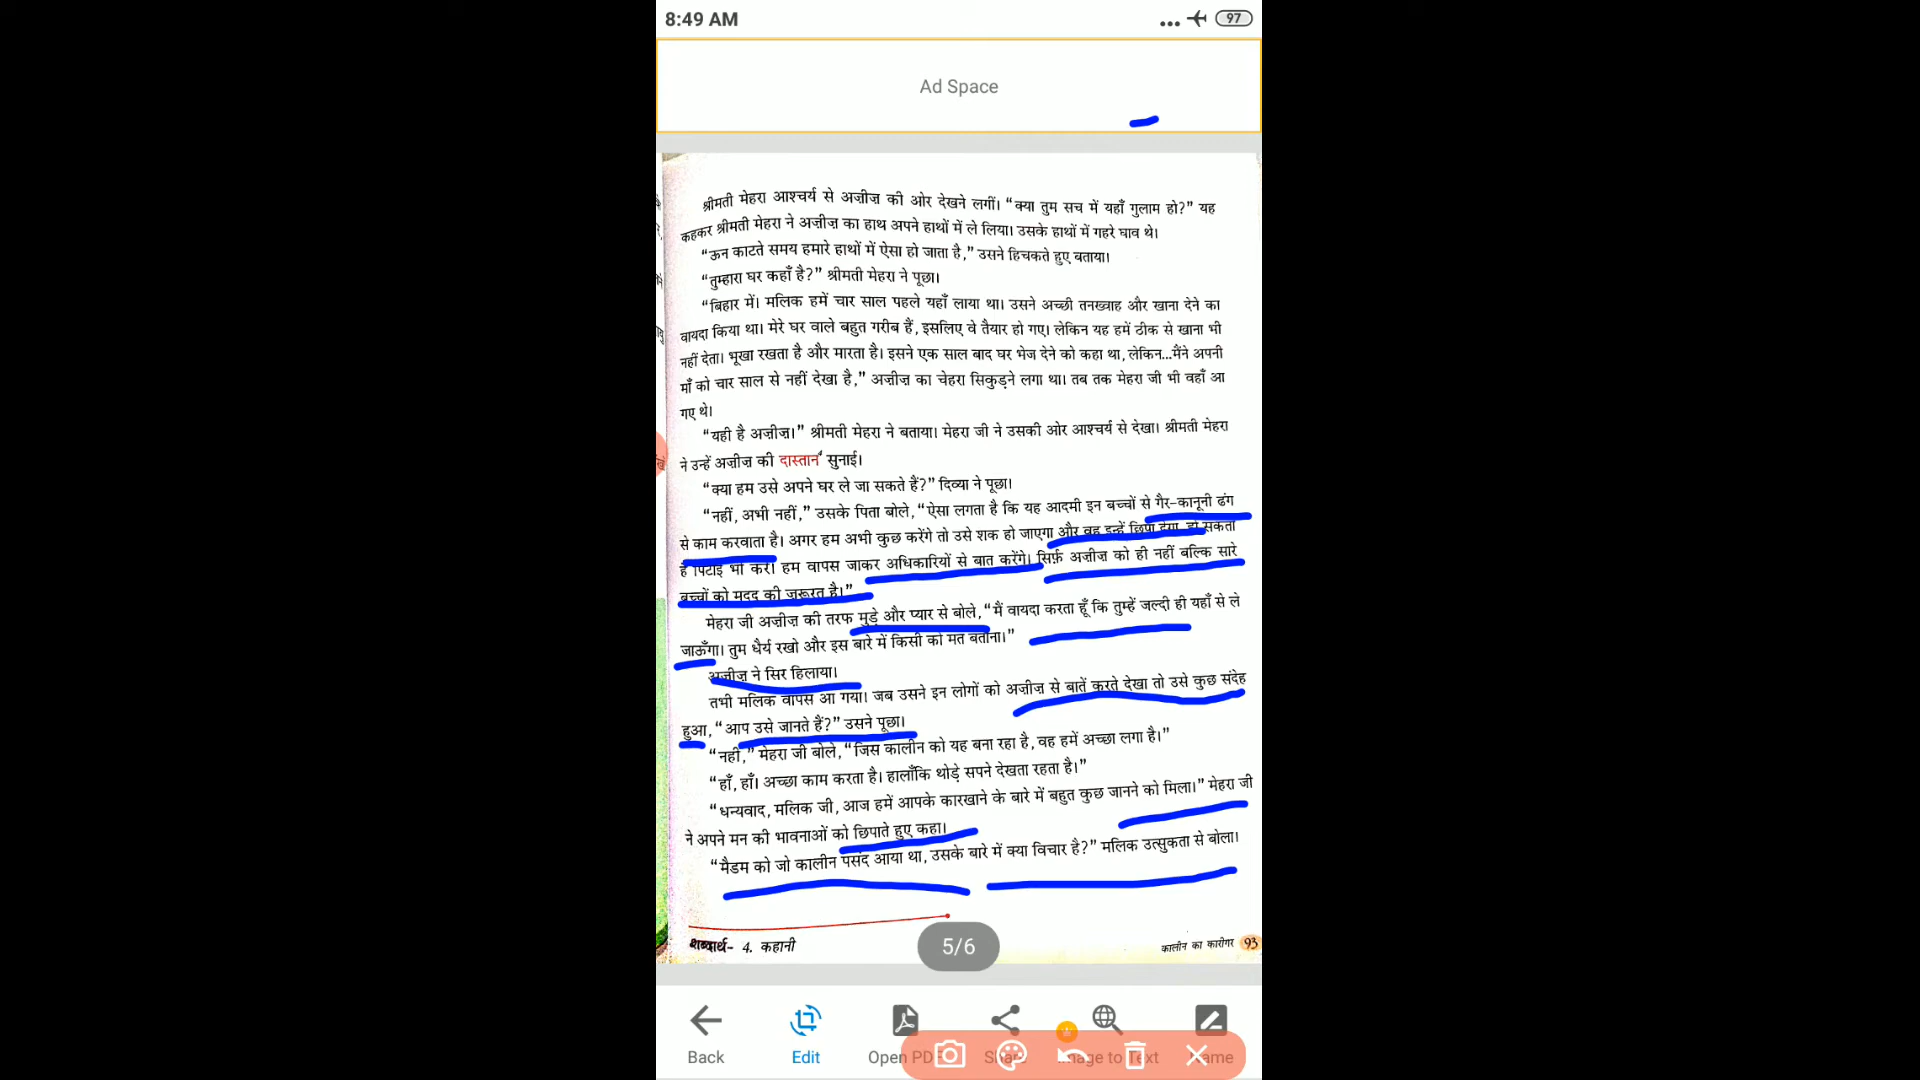 8:49 AM
97
Ad Space
श्रीमती मेहरा आश्चर्य से अज़ीज़ की ओर देखने लगीं। “क्या तुम सच में यहाँ गुलाम हो?” यह
कहकर श्रीमती मेहरा ने अज़ीज़ का हाथ अपने हाथों में ले लिया। उसके हाथों में गहरे घाव थे।
“ऊन काटते समय हमारे हाथों में ऐसा हो जाता है,” उसने हिचकते हुए बताया।
“तुम्हारा घर कहाँ है?” श्रीमती मेहरा ने पूछा।
“बिहार में। मलिक हमें चार साल पहले यहाँ लाया था। उसने अच्छी तनख्वाह और खाना देने का
वायदा किया था। मेरे घर वाले बहुत गरीब हैं, इसलिए वे तैयार हो गए। लेकिन यह हमें ठीक से खाना भी
नहीं देता। भूखा रखता है और मारता है। इसने एक साल बाद घर भेज देने को कहा था, लेकिन...मैंने अपनी
माँ को चार साल से नहीं देखा है,” अज़ीज़ का चेहरा सिकुड़ने लगा था। तब तक मेहरा जी भी वहाँ आ
गए थे।
“यही है अज़ीज़।” श्रीमती मेहरा ने बताया। मेहरा जी ने उसकी ओर आश्चर्य से देखा। श्रीमती मेहरा
ने उन्हें अज़ीज़ की दास्तान⁴ सुनाई।
“क्या हम उसे अपने घर ले जा सकते हैं?” दिव्या ने पूछा।
“नहीं, अभी नहीं,” उसके पिता बोले, “ऐसा लगता है कि यह आदमी इन बच्चों से गैर-कानूनी ढंग
से काम करवाता है। अगर हम अभी कुछ करेंगे तो उसे शक हो जाएगा और वह इन्हें छिपा देगा, हो सकता
है पिटाई भी करे। हम वापस जाकर अधिकारियों से बात करेंगे। सिर्फ़ अज़ीज़ को ही नहीं बल्कि सारे
बच्चों को मदद की ज़रूरत है।”
मेहरा जी अज़ीज़ की तरफ मुड़े और प्यार से बोले, “मैं वायदा करता हूँ कि तुम्हें जल्दी ही यहाँ से ले
जाऊँगा। तुम धैर्य रखो और इस बारे में किसी को मत बताना।”
अज़ीज़ ने सिर हिलाया।
तभी मलिक वापस आ गया। जब उसने इन लोगों को अज़ीज़ से बातें करते देखा तो उसे कुछ संदेह
हुआ, “आप उसे जानते हैं?” उसने पूछा।
“नहीं,” मेहरा जी बोले, “जिस कालीन को यह बना रहा है, वह हमें अच्छा लगा है।”
“हाँ, हाँ। अच्छा काम करता है। हालाँकि थोड़े सपने देखता रहता है।”
“धन्यवाद, मलिक जी, आज हमें आपके कारखाने के बारे में बहुत कुछ जानने को मिला।” मेहरा जी
ने अपने मन की भावनाओं को छिपाते हुए कहा।
“मैडम को जो कालीन पसंद आया था, उसके बारे में क्या विचार है?” मलिक उत्सुकता से बोला।
शब्दार्थ– 4. कहानी
5/6
कालीन का कारीगर 93
Back
Edit
Open PD